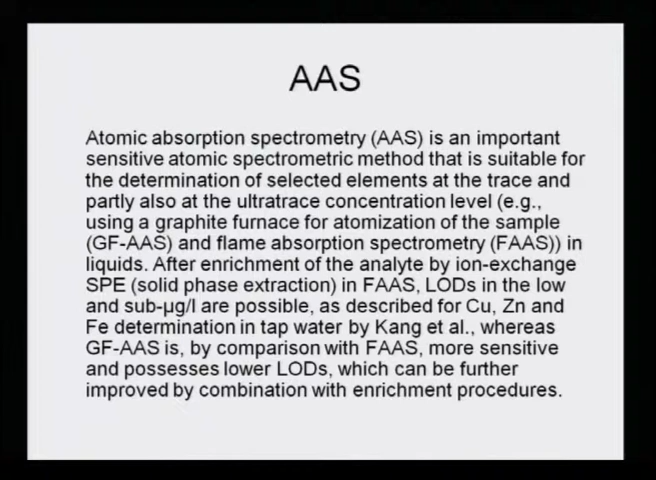 AAS
Atomic absorption spectrometry (AAS) is an important
sensitive atomic spectrometric method that is suitable for
the determination of selected elements at the trace and
partly also at the ultratrace concentration level (e.g.,
using a graphite furnace for atomization of the sample
(GF-AAS) and flame absorption spectrometry (FAAS)) in
liquids. After enrichment of the analyte by ion-exchange
SPE (solid phase extraction) in FAAS, LODs in the low
and sub-µg/l are possible, as described for Cu, Zn and
Fe determination in tap water by Kang et al., whereas
GF-AAS is, by comparison with FAAS, more sensitive
and possesses lower LODs, which can be further
improved by combination with enrichment procedures.